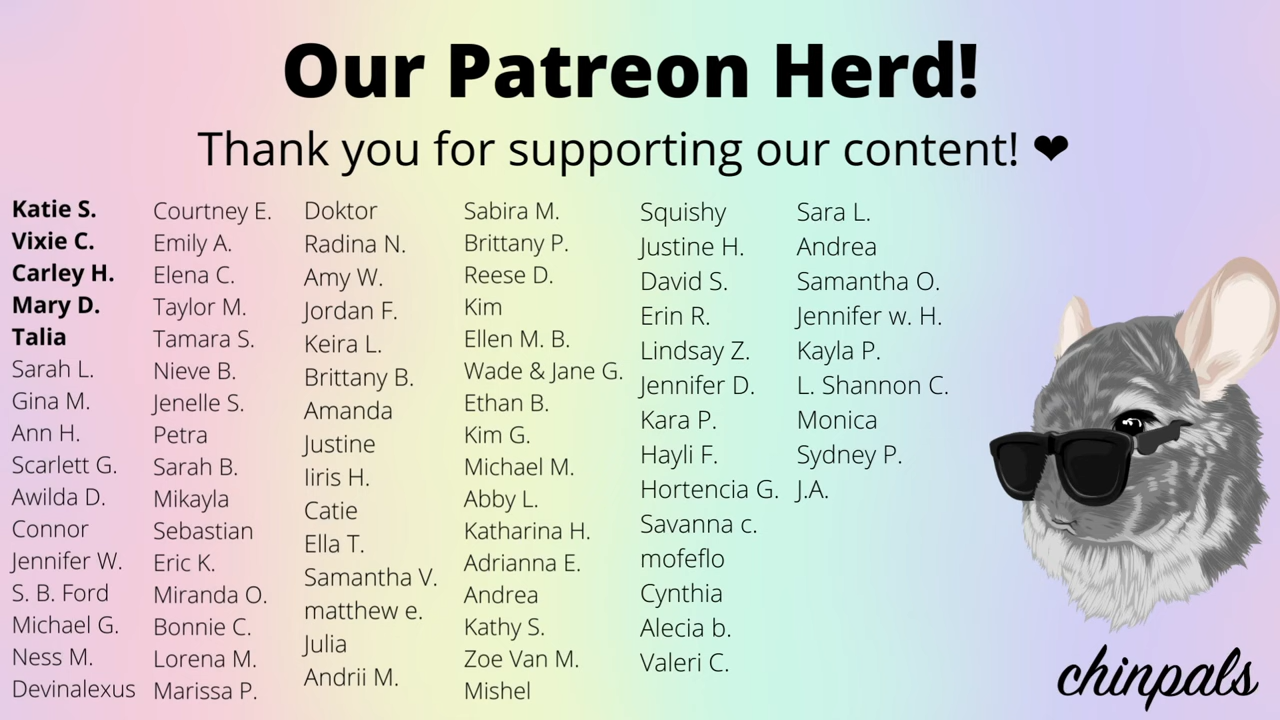 Our Patreon Herd!
Thank you for supporting our content! ❤
Katie S.
Vixie C.
Carley H.
Mary D.
Talia
Sarah L.
Gina M.
Ann H.
Scarlett G.
Awilda D.
Connor
Jennifer W.
S. B. Ford
Michael G.
Ness M.
Devinalexus
Courtney E.
Emily A.
Elena C.
Taylor M.
Tamara S.
Nieve B.
Jenelle S.
Petra
Sarah B.
Mikayla
Sebastian
Eric K.
Miranda O.
Bonnie C.
Lorena M.
Marissa P.
Doktor
Radina N.
Amy W.
Jordan F.
Keira L.
Brittany B.
Amanda
Justine
Iiris H.
Catie
Ella T.
Samantha V.
matthew e.
Julia
Andrii M.
Sabira M.
Brittany P.
Reese D.
Kim
Ellen M. B.
Wade & Jane G.
Ethan B.
Kim G.
Michael M.
Abby L.
Katharina H.
Adrianna E.
Andrea
Kathy S.
Zoe Van M.
Mishel
Squishy
Justine H.
David S.
Erin R.
Lindsay Z.
Jennifer D.
Kara P.
Hayli F.
Hortencia G.
Savanna c.
mofeflo
Cynthia
Alecia b.
Valeri C.
Sara L.
Andrea
Samantha O.
Jennifer w. H.
Kayla P.
L. Shannon C.
Monica
Sydney P.
J.A.
chinpals